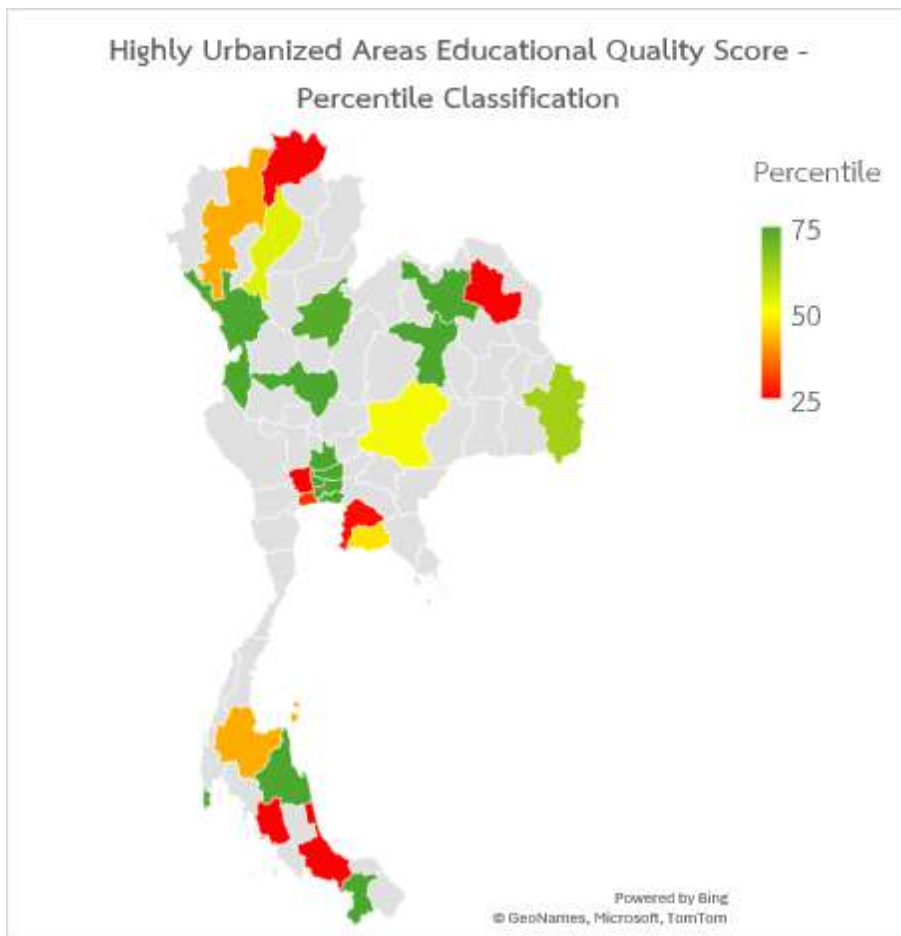 Highly Urbanized Areas Educational Quality Score -
Percentile Classification
Percentile
75
50
25
Powered by Bing
© GeoNames, Microsoft, TomTom